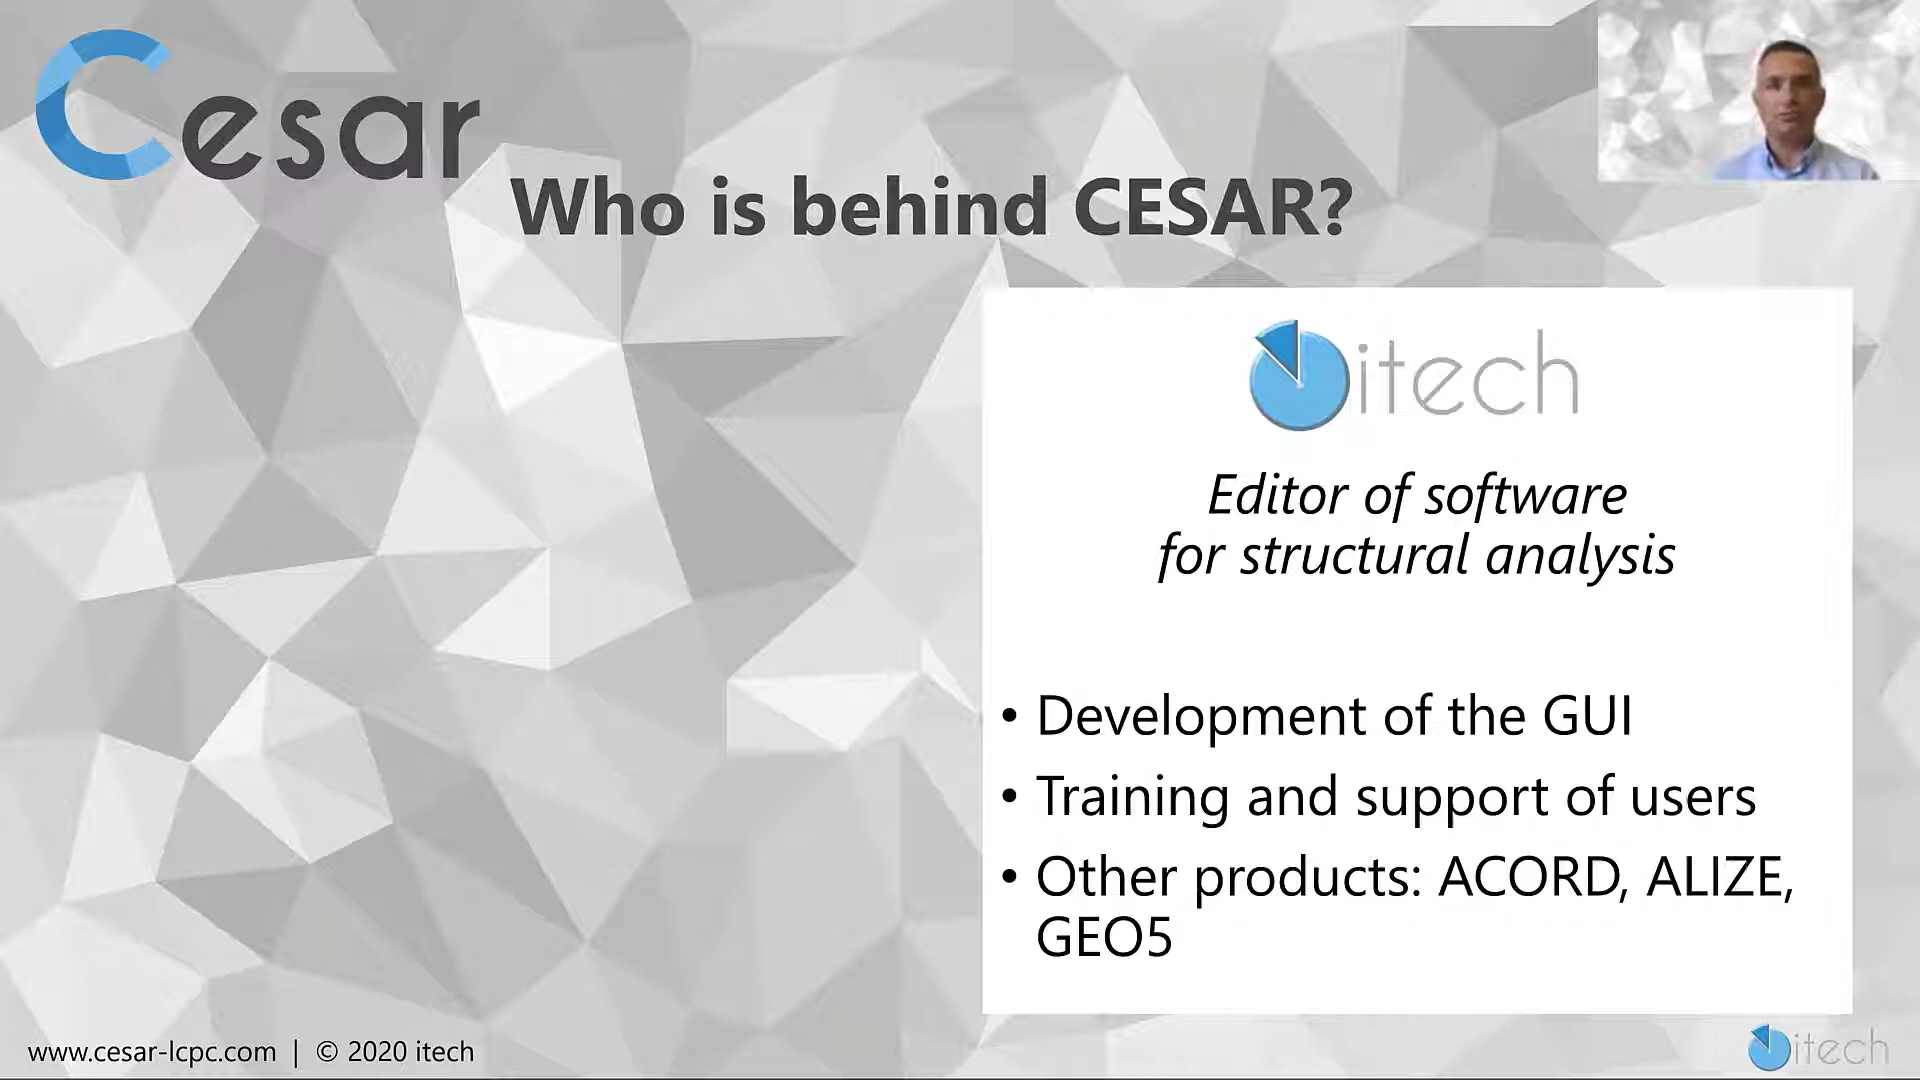 Cesar
Who is behind CESAR?
itech
Editor of software
for structural analysis
• Development of the GUI
• Training and support of users
• Other products: ACORD, ALIZE,
GEO5
www.cesar-lcpc.com | © 2020 itech
itech